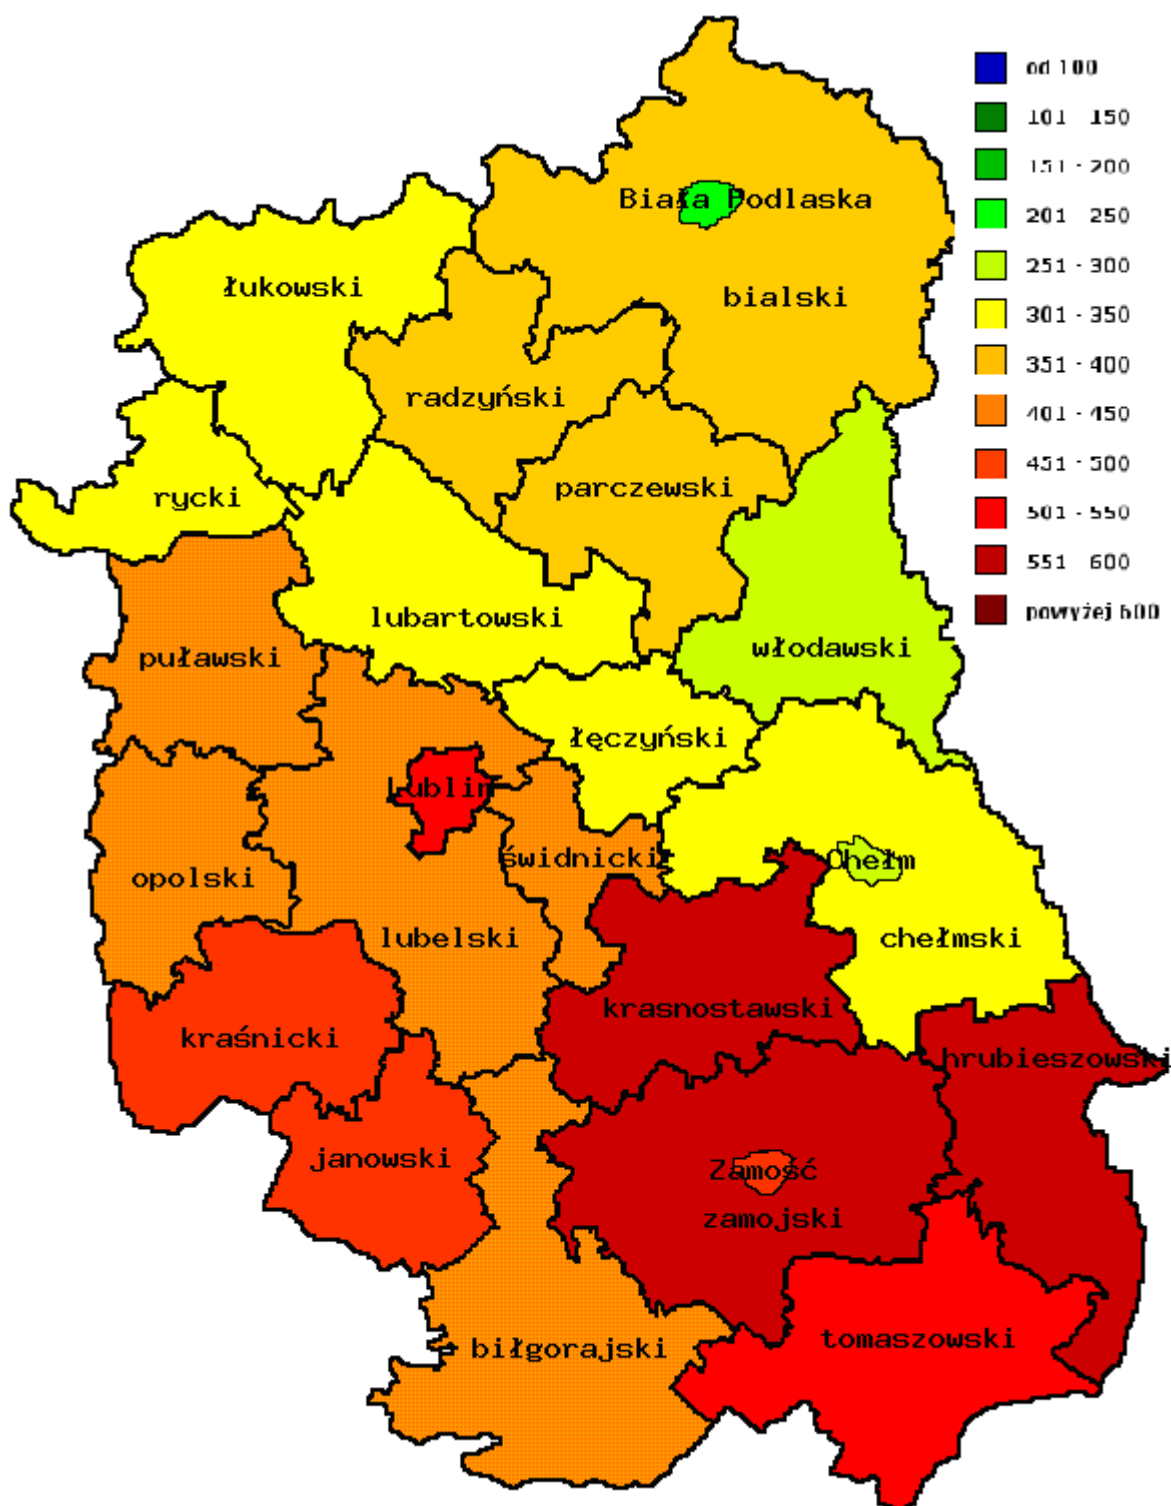 od 100
101 - 150
151 - 200
Biała Podlaska
201 - 250
251 - 300
łukowski
bialski
301 - 350
351 - 400
radzyński
401 - 450
451 - 500
parczewski
rycki
501 - 550
551 - 600
powyżej 600
lubartowski
włodawski
puławski
łęczyński
Lublin
świdnicki
Chełm
opolski
lubelski
chełmski
krasnostawski
kraśnicki
hrubieszowski
janowski
Zamość
zamojski
tomaszowski
biłgorajski